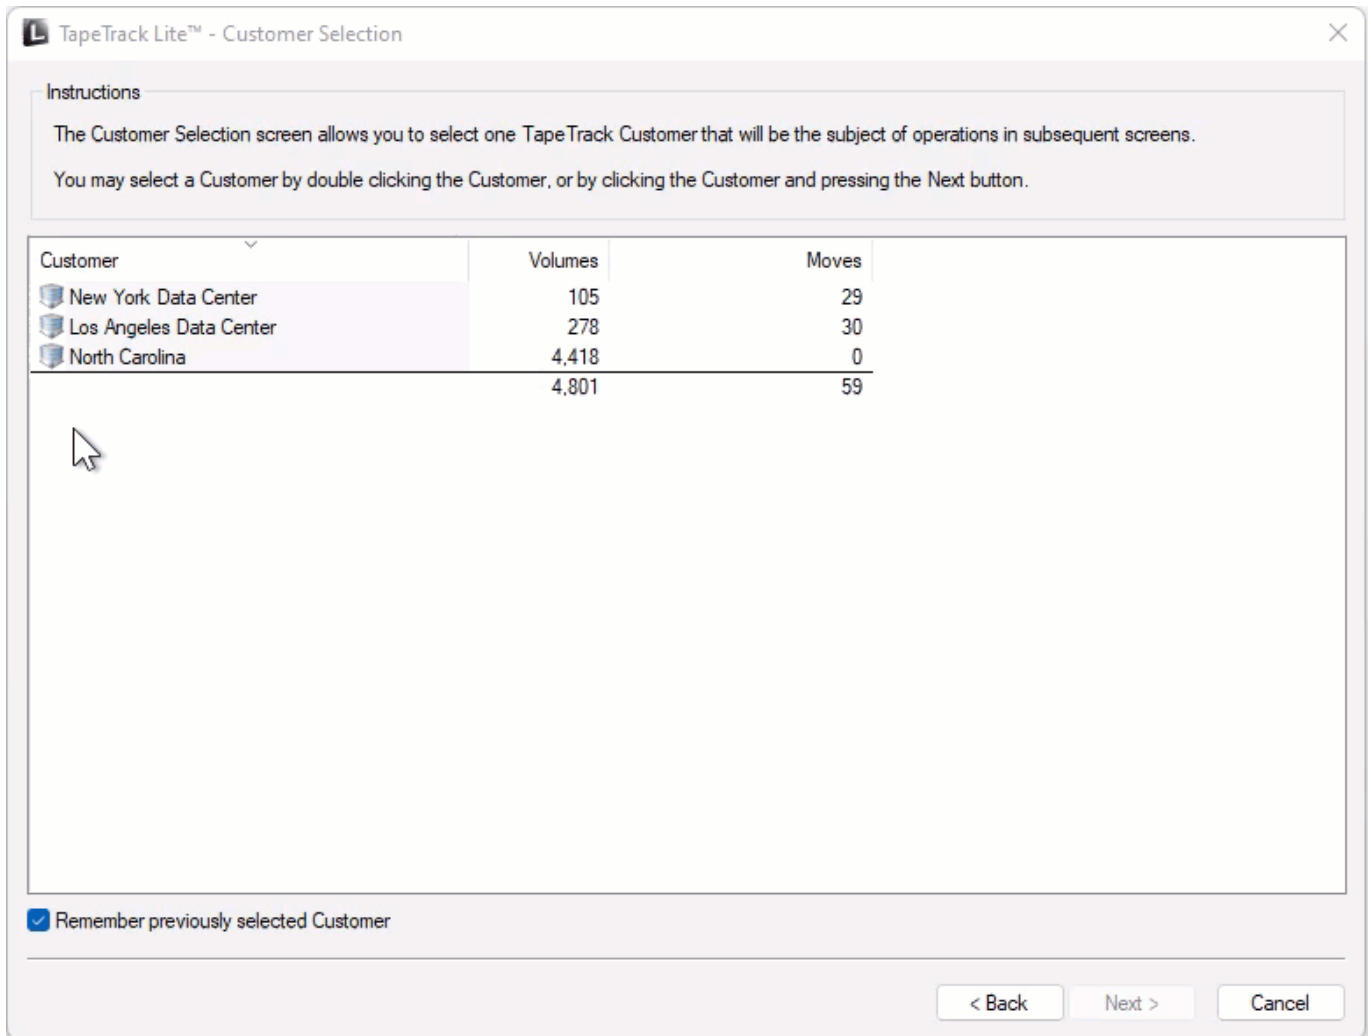 L TapeTrack Lite™ - Customer Selection
Instructions
The Customer Selection screen allows you to select one TapeTrack Customer that will be the subject of operations in subsequent screens.
You may select a Customer by double clicking the Customer, or by clicking the Customer and pressing the Next button.
Customer Volumes Moves
New York Data Center 105 29
Los Angeles Data Center 278 30
North Carolina 4,418 0
4,801 59
Remember previously selected Customer
< Back Next > Cancel